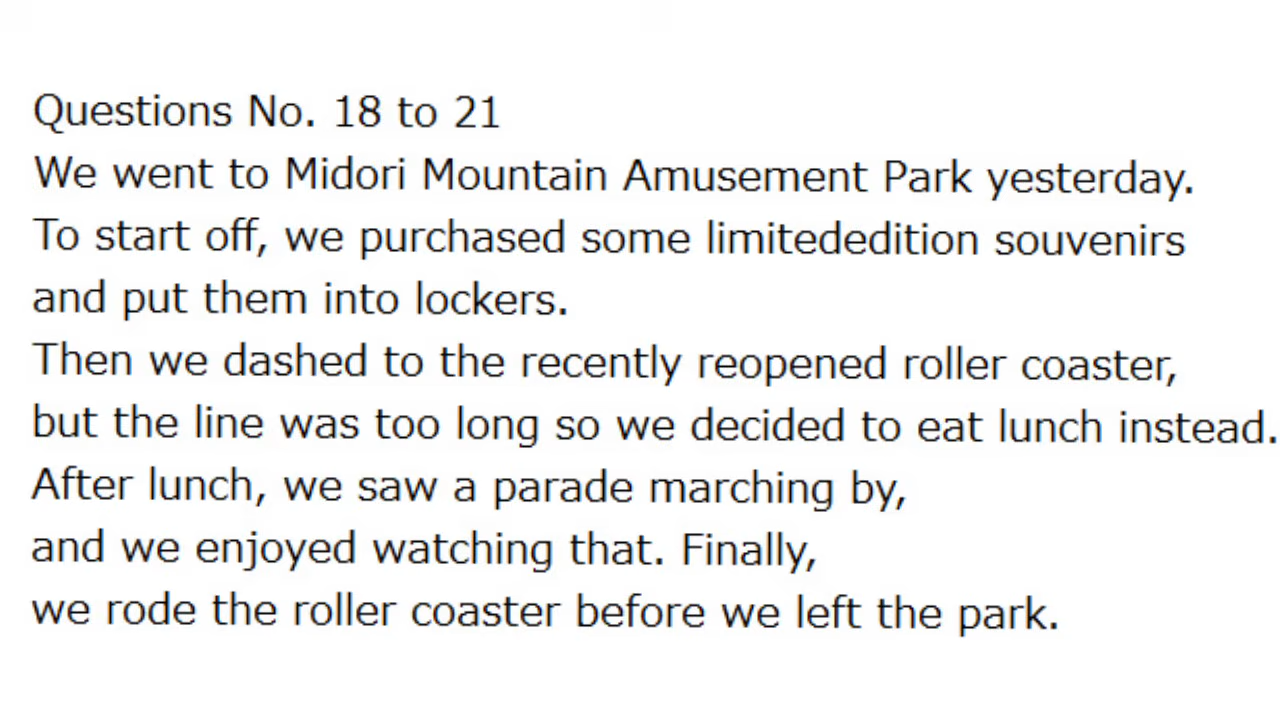 Questions No. 18 to 21
We went to Midori Mountain Amusement Park yesterday.
To start off, we purchased some limitededition souvenirs
and put them into lockers.
Then we dashed to the recently reopened roller coaster,
but the line was too long so we decided to eat lunch instead.
After lunch, we saw a parade marching by,
and we enjoyed watching that. Finally,
we rode the roller coaster before we left the park.